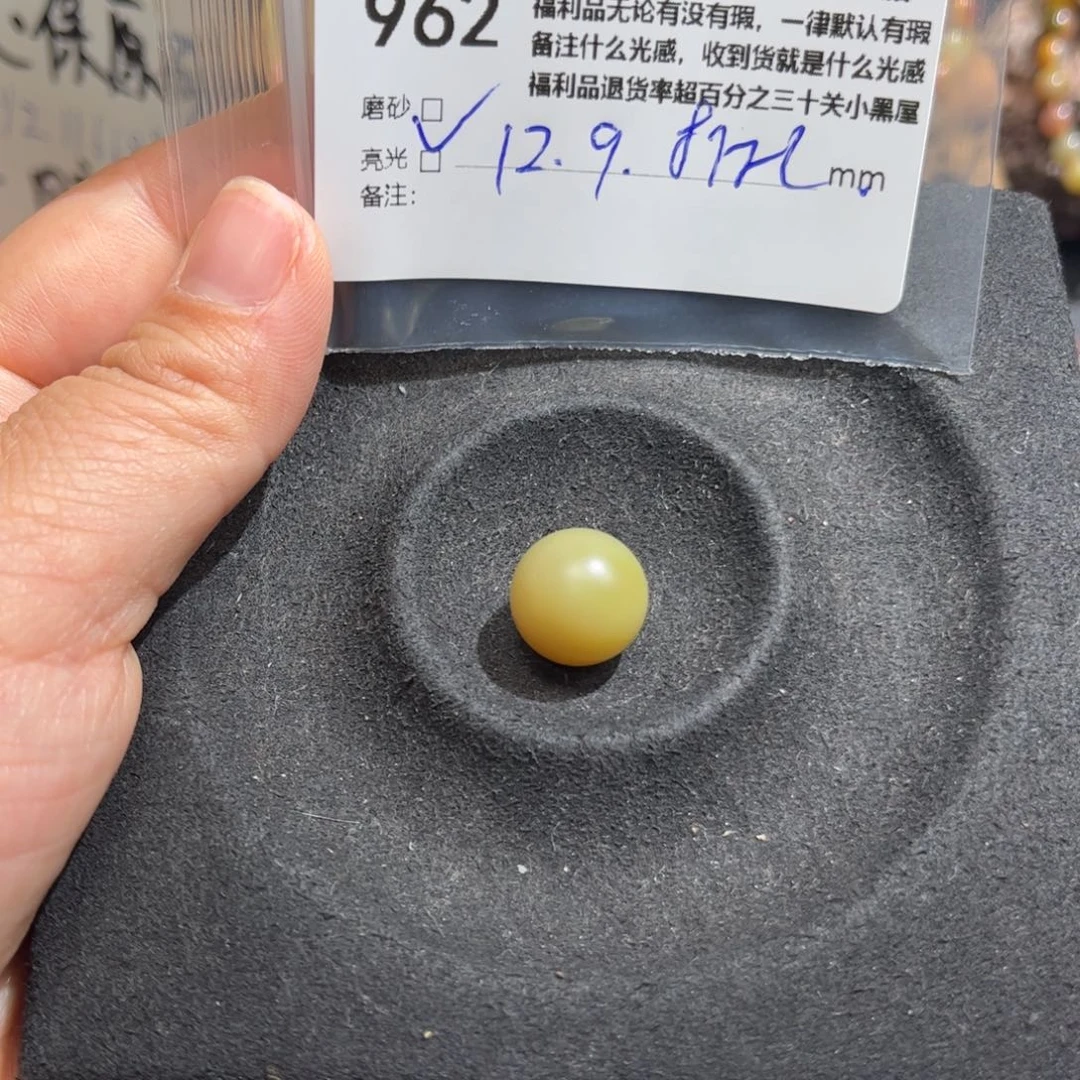 962
福利品无论有没有瑕，一律默认有瑕
备注什么光感，收到货就是什么光感
福利品退货率超百分之三十关小黑屋
磨砂 □
亮光 □ 12.9. mm
备注：